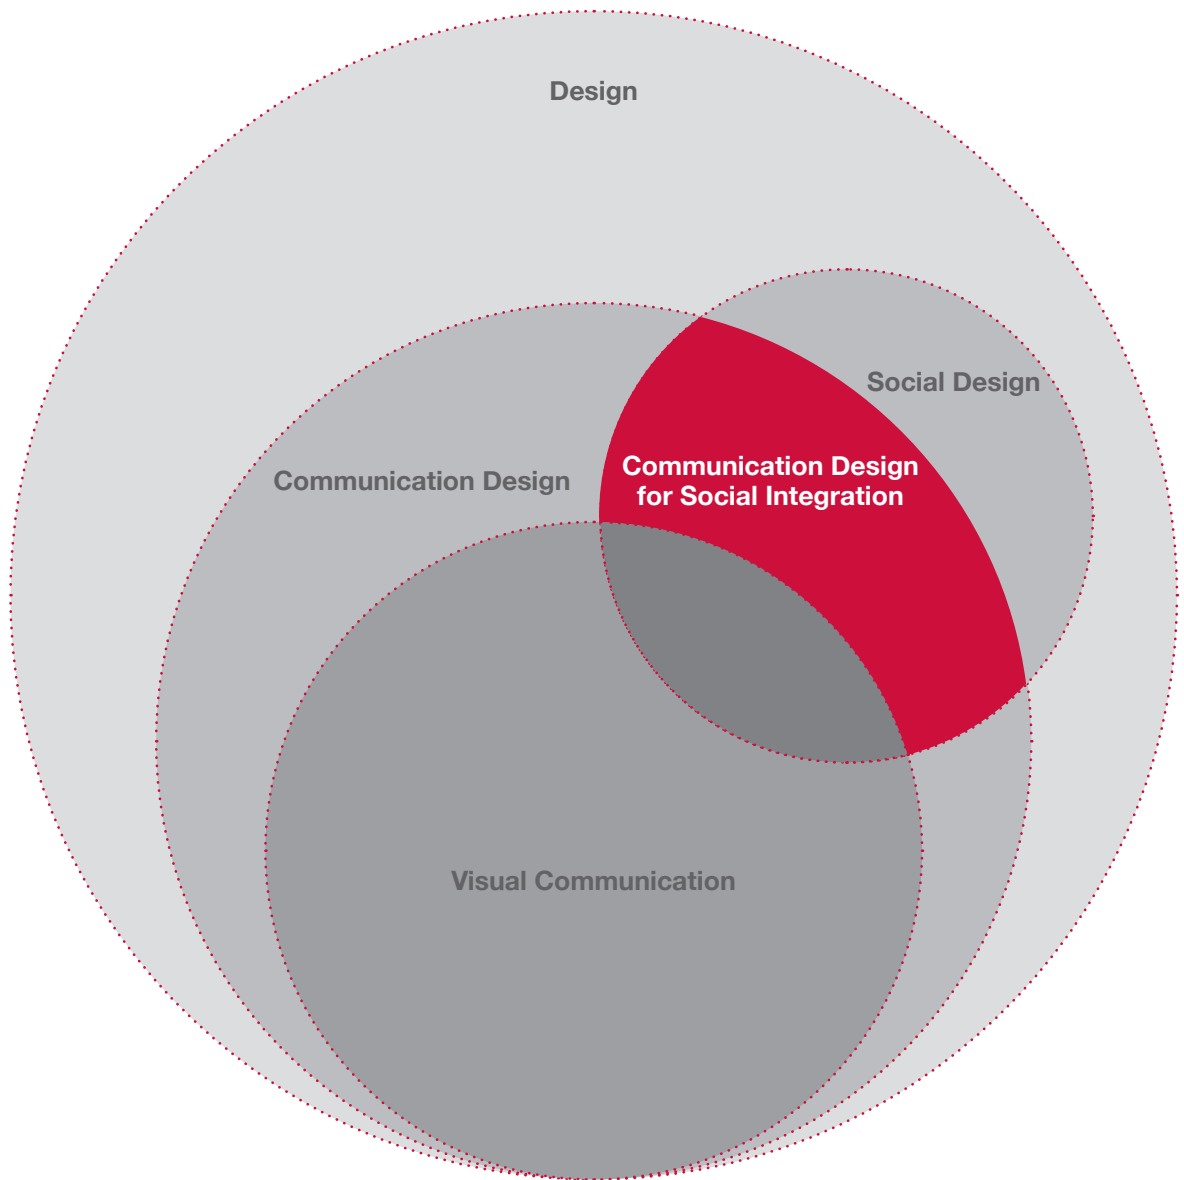 Design
Social Design
Communication Design
for Social Integration
Communication Design
Visual Communication